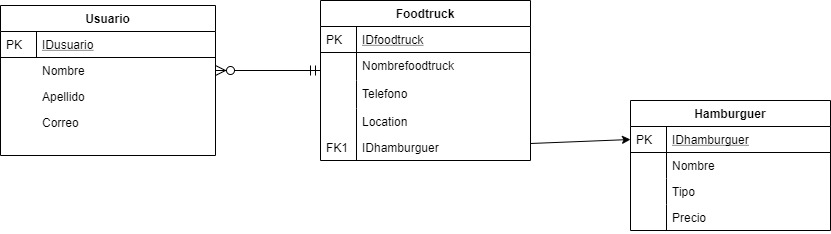 Usuario
PK IDusuario
Nombre
Apellido
Correo
Foodtruck
PK IDfoodtruck
Nombrefoodtruck
Telefono
Location
FK1 IDhamburguer
Hamburguer
PK IDhamburguer
Nombre
Tipo
Precio